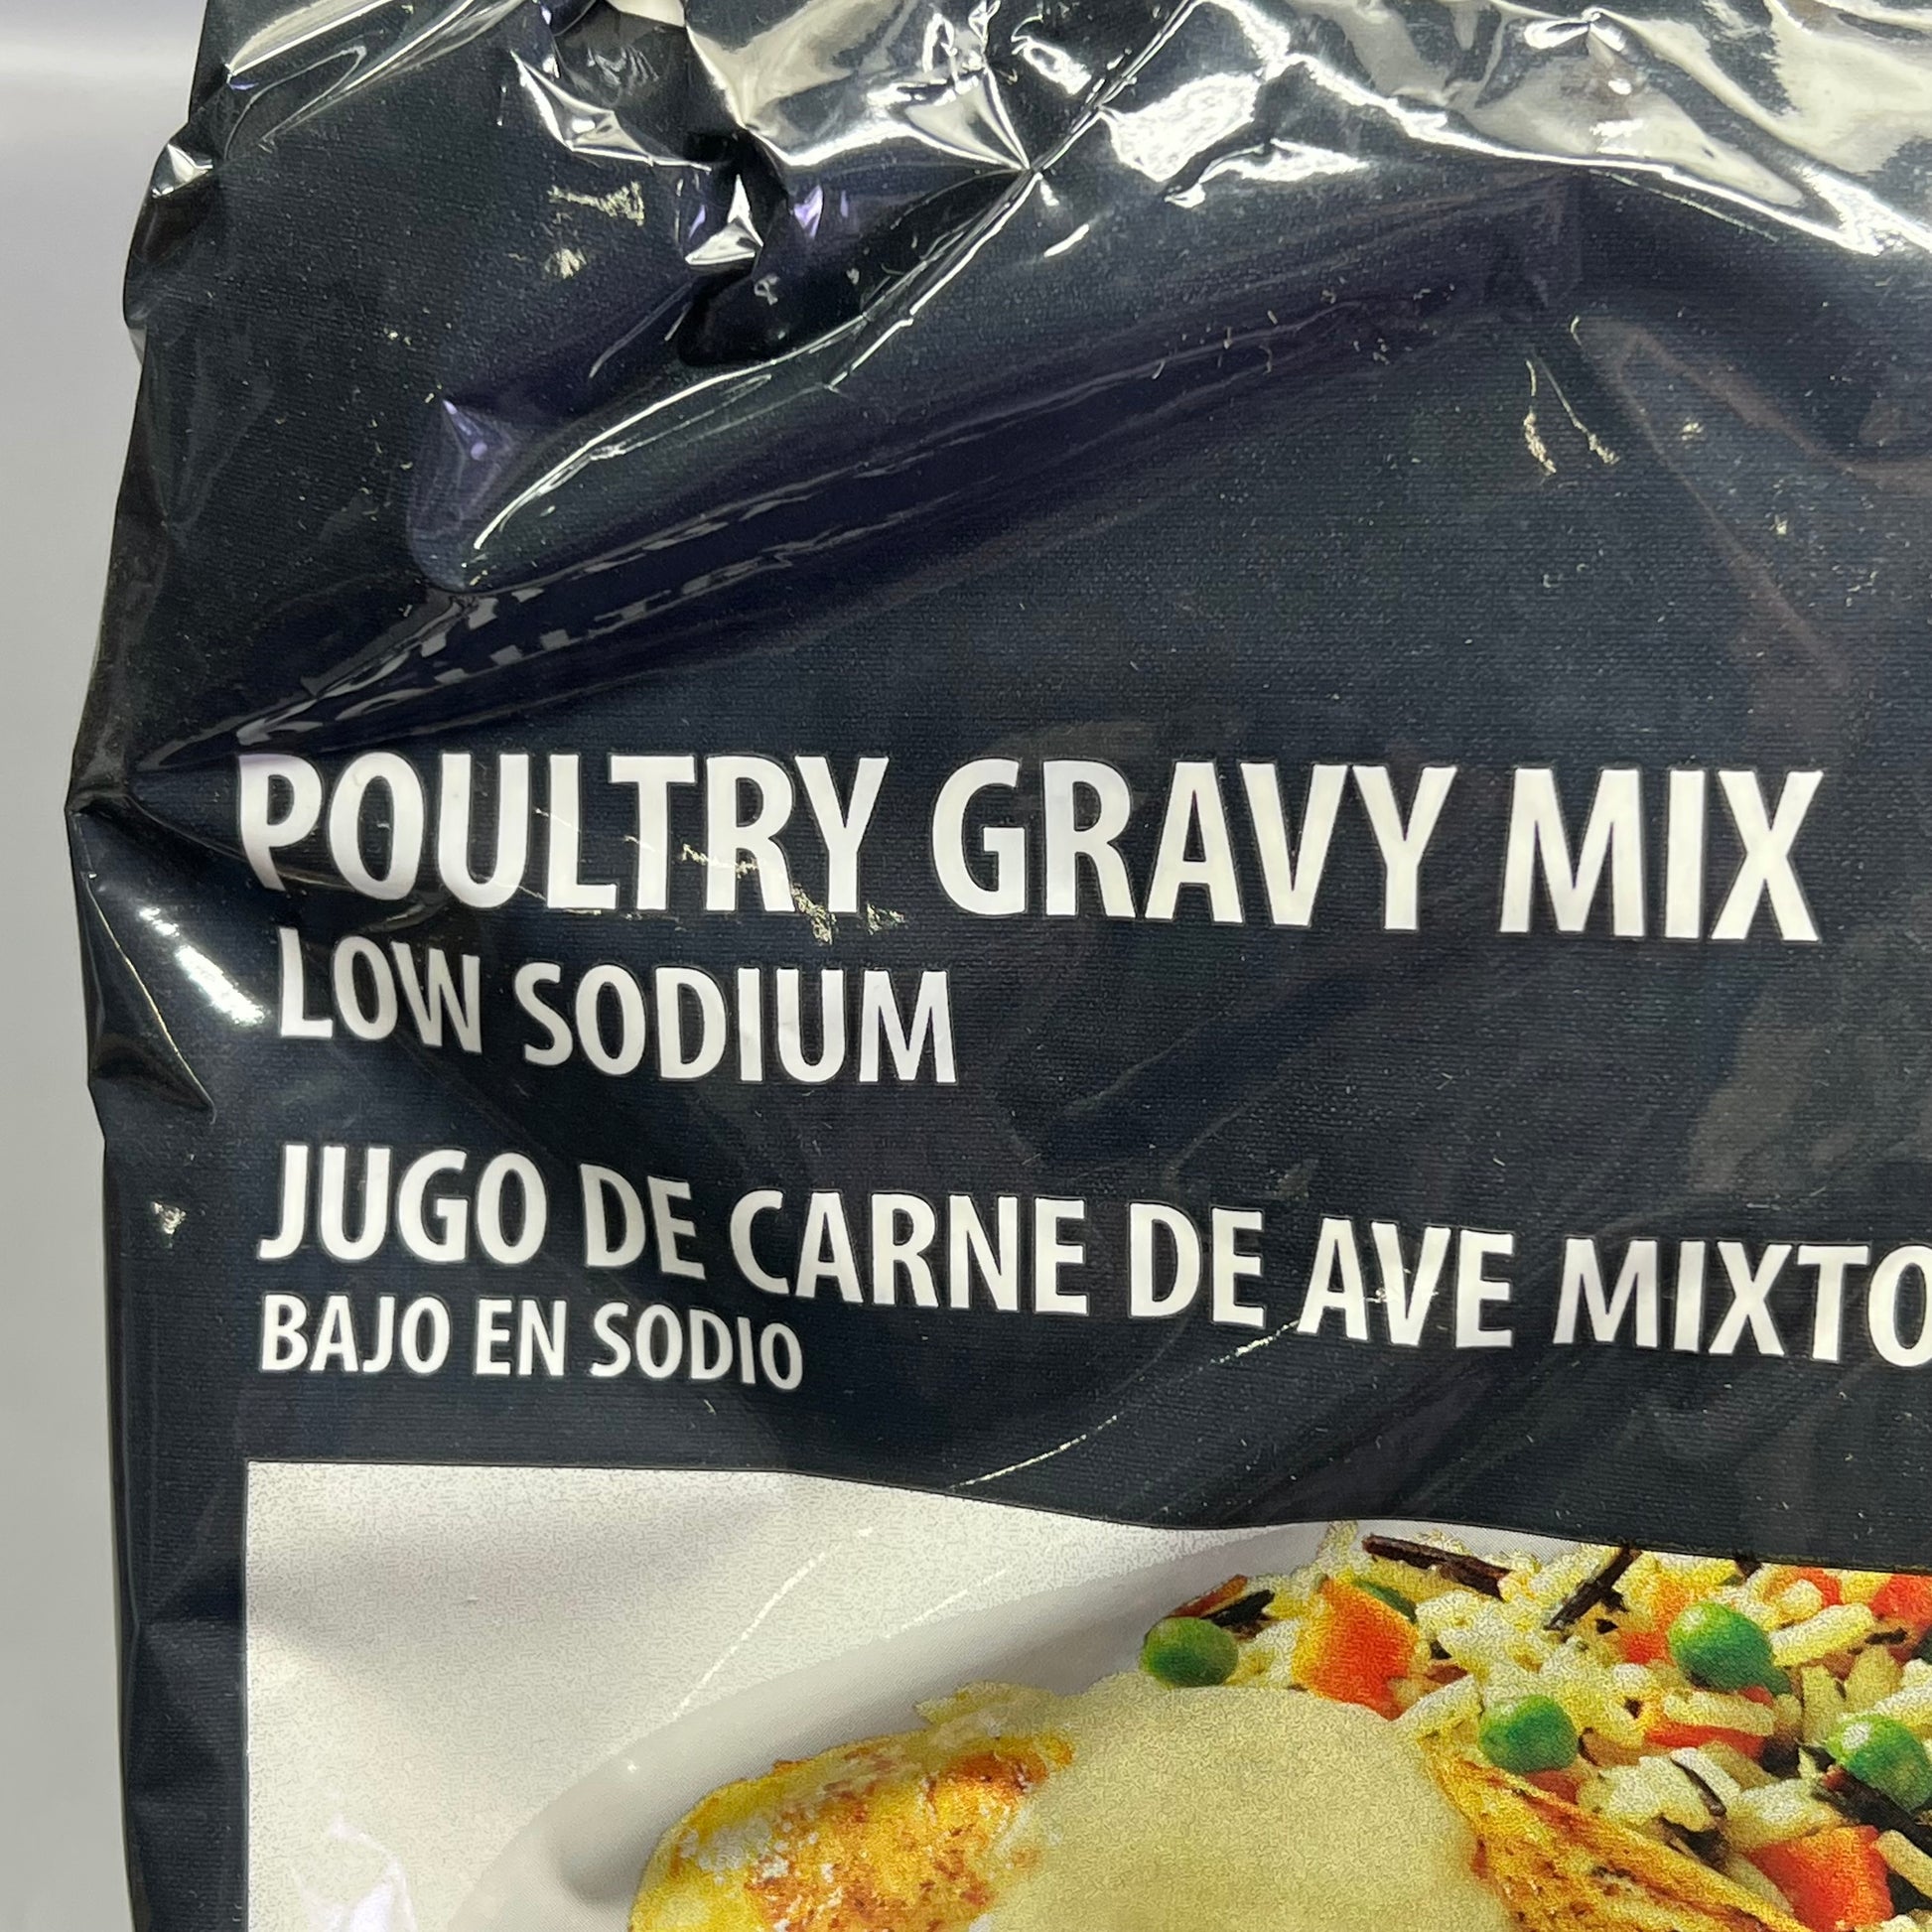 POULTRY GRAVY MIX
LOW SODIUM
JUGO DE CARNE DE AVE MIXTO
BAJO EN SODIO